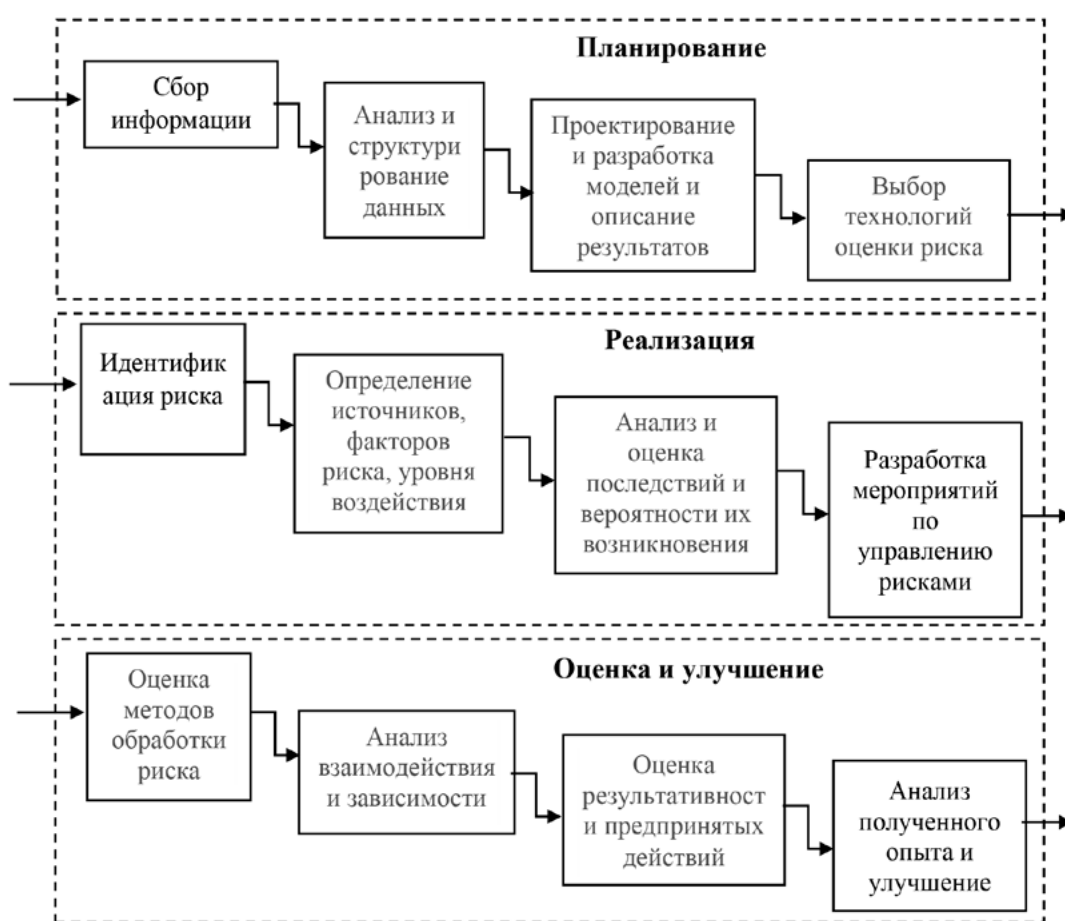 Планирование
Сбор
информации
Анализ и
структури
рование
данных
Проектирование
и разработка
моделей и
описание
результатов
Выбор
технологий
оценки риска
Реализация
Идентифик
ация риска
Определение
источников,
факторов
риска, уровня
воздействия
Анализ и
оценка
последствий и
вероятности их
возникновения
Разработка
мероприятий
по
управлению
рисками
Оценка и улучшение
Оценка
методов
обработки
риска
Анализ
взаимодействия
и зависимости
Оценка
результативност
и предпринятых
действий
Анализ
полученного
опыта и
улучшение